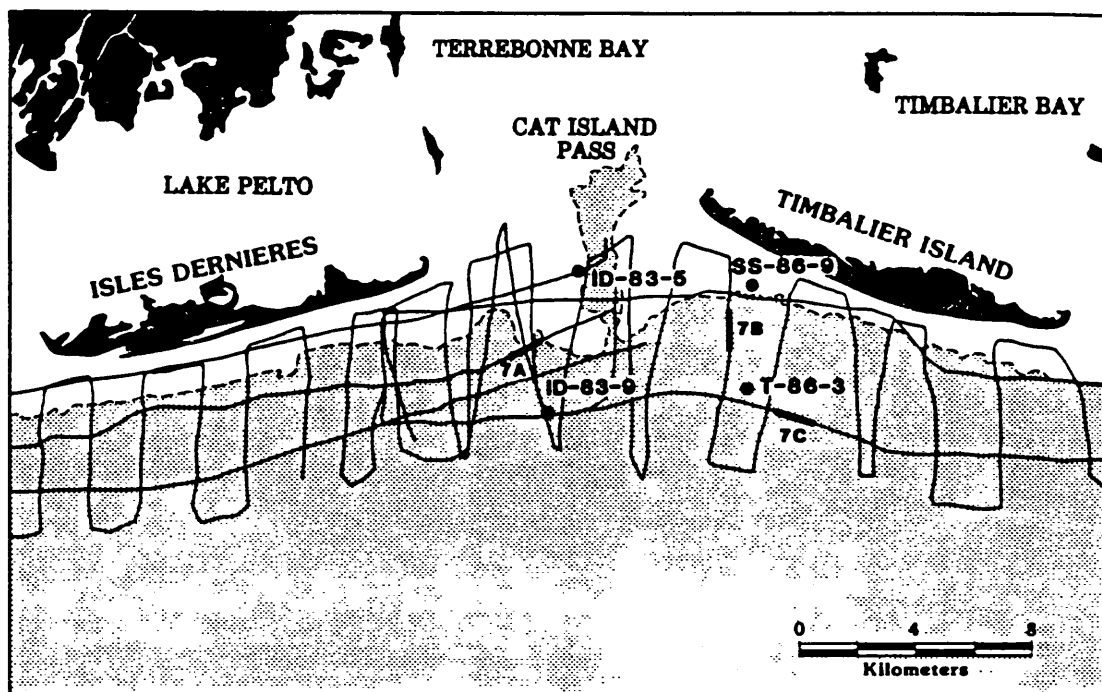 TERREBONNE BAY
TIMBALIER BAY
CAT ISLAND
PASS
LAKE PELTO
ISLES DERNIERES
TIMBALIER ISLAND
SS-86-9
ID-83-5
7B
7A
ID-83-9
T-86-3
7C
0 4 8
Kilometers